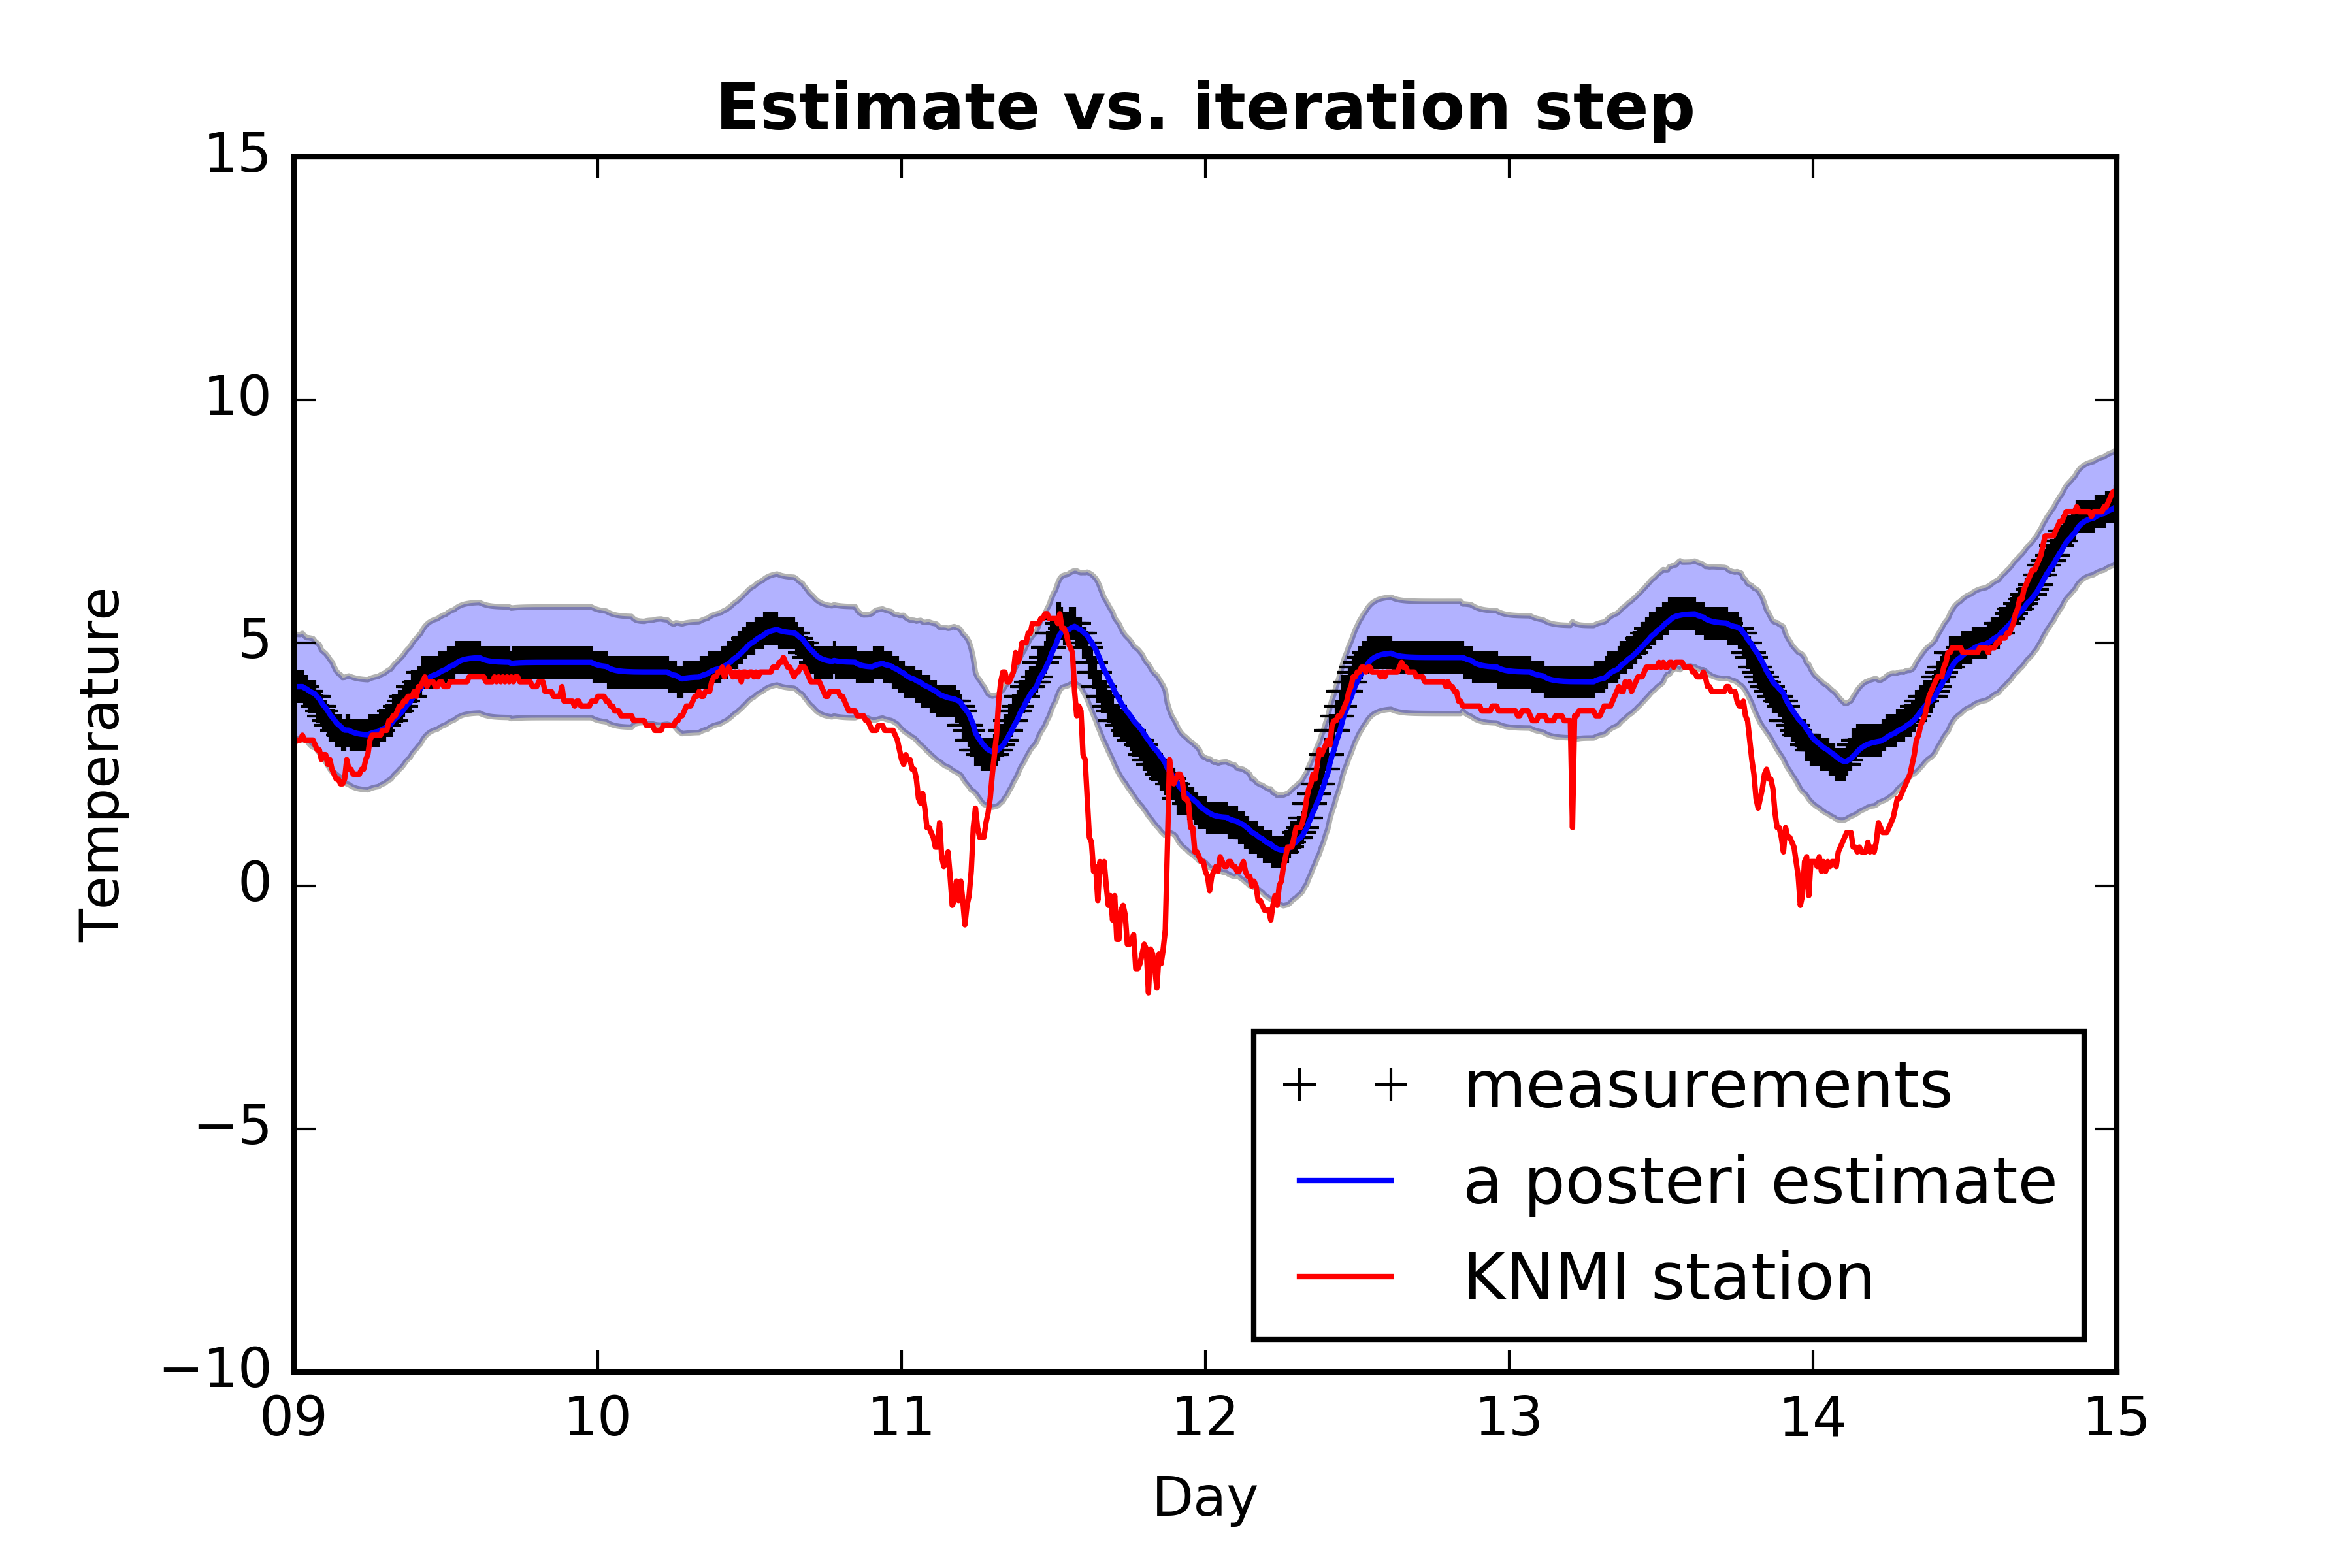 Estimate vs. iteration step
15
10
5
0
−5
−10
Temperature
measurements
a posteri estimate
KNMI station
09 10 11 12 13 14 15
Day